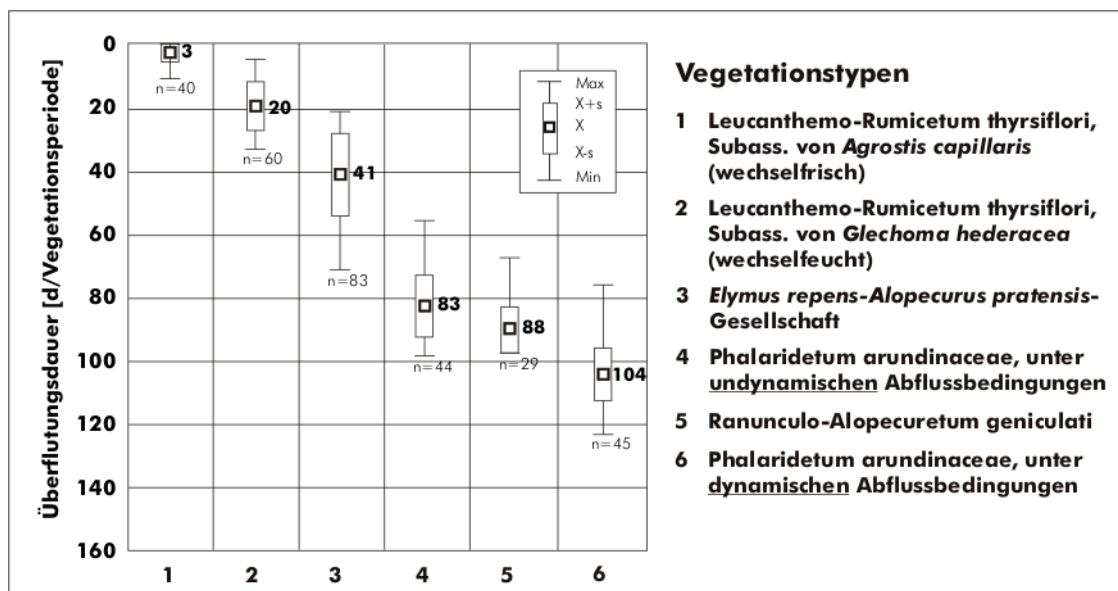 Überflutungsdauer [d/Vegetationsperiode]
0
20
40
60
80
100
120
140
160
1
2
3
4
5
6
3
n=40
20
n=60
41
n=83
83
n=44
88
n=29
104
n=45
Max
X+s
X
X-s
Min
Vegetationstypen
1 Leucanthemo-Rumicetum thyrsiflori,
Subass. von Agrostis capillaris
(wechselfrisch)
2 Leucanthemo-Rumicetum thyrsiflori,
Subass. von Glechoma hederacea
(wechselfeucht)
3 Elymus repens-Alopecurus pratensis-
Gesellschaft
4 Phalaridetum arundinaceae, unter
undynamischen Abflussbedingungen
5 Ranunculo-Alopecuretum geniculati
6 Phalaridetum arundinaceae, unter
dynamischen Abflussbedingungen